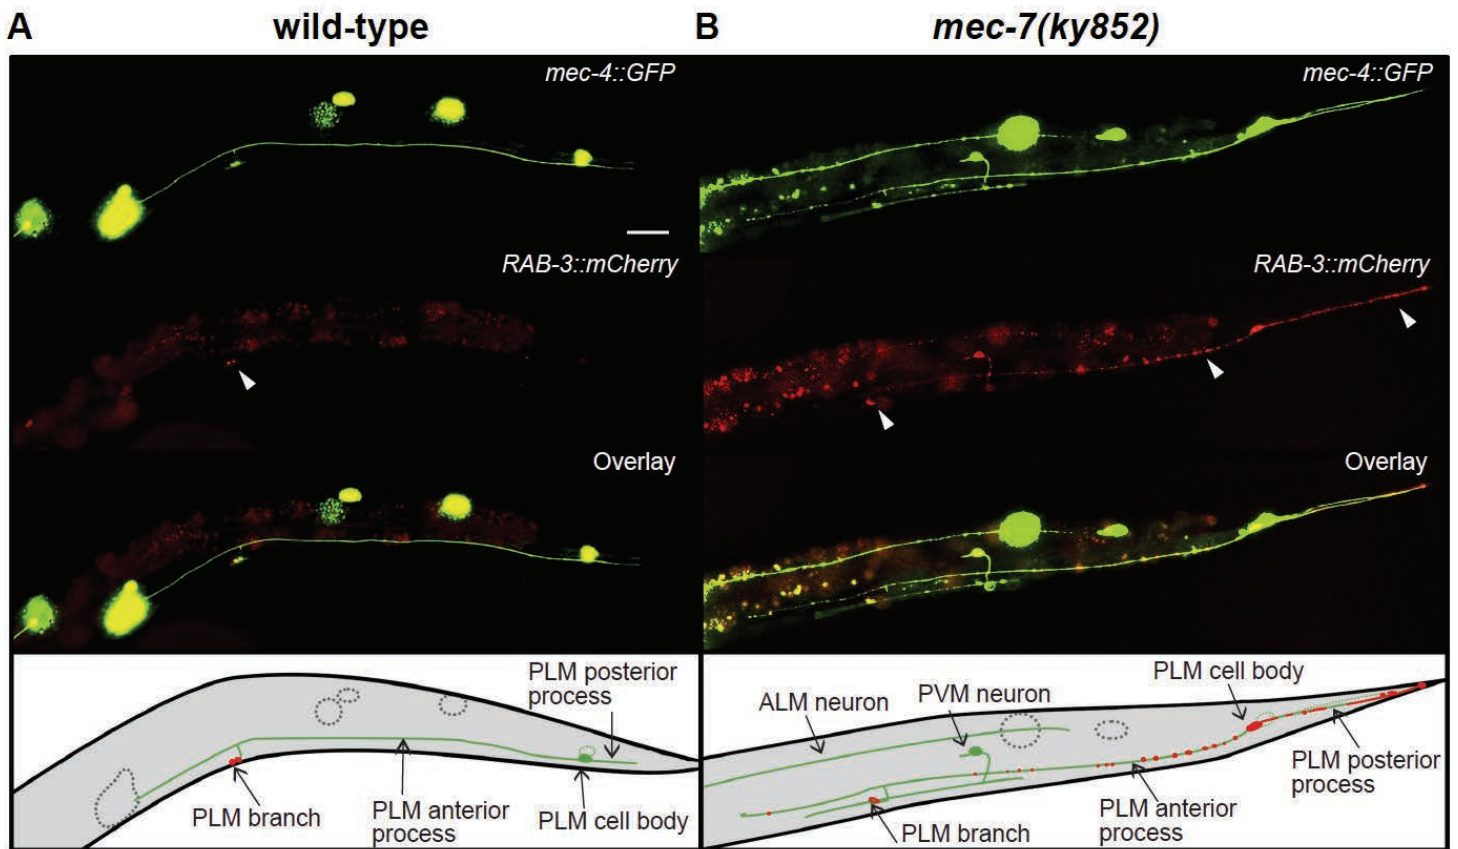 A wild-type
mec-4::GFP
RAB-3::mCherry
Overlay
PLM posterior
process
PLM branch
PLM anterior
process
PLM cell body
B mec-7(ky852)
mec-4::GFP
RAB-3::mCherry
Overlay
ALM neuron
PVM neuron
PLM cell body
PLM posterior
process
PLM anterior
process
PLM branch